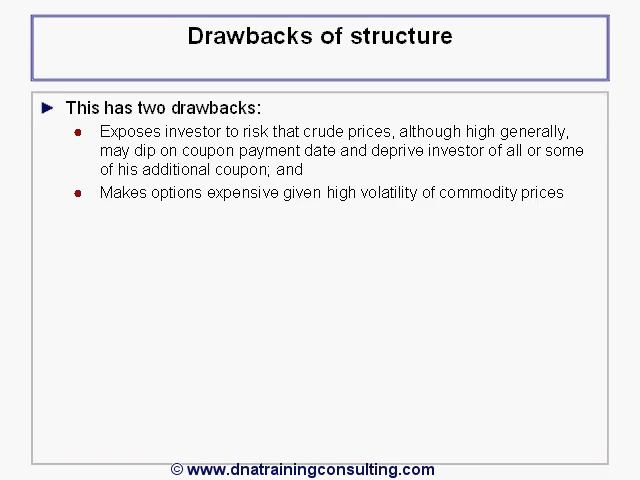 Drawbacks of structure
This has two drawbacks:
Exposes investor to risk that crude prices, although high generally,
may dip on coupon payment date and deprive investor of all or some
of his additional coupon; and
Makes options expensive given high volatility of commodity prices
© www.dnatrainingconsulting.com